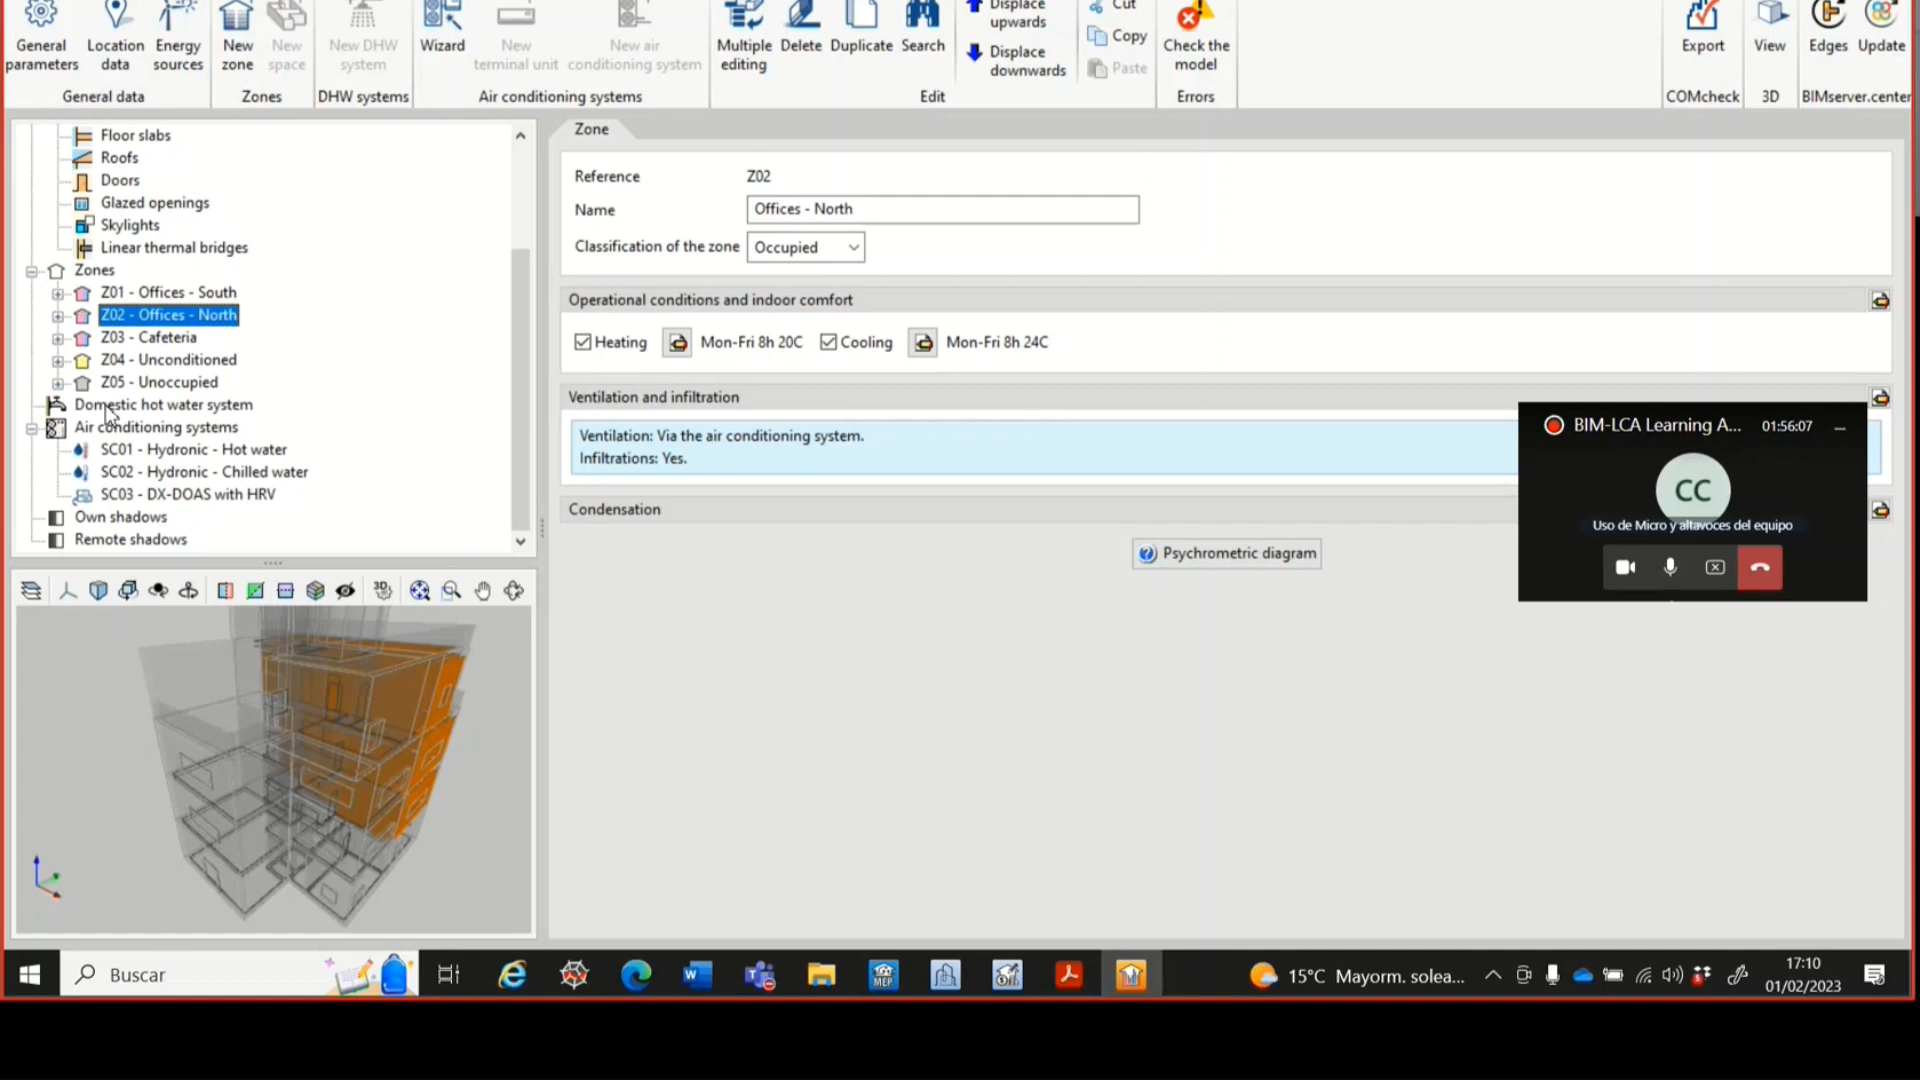 General parameters
Location data
Energy sources
General data
New zone
New space
Zones
New DHW system
DHW systems
Wizard
New terminal unit
New air conditioning system
Air conditioning systems
Multiple editing
Delete
Duplicate
Search
Displace upwards
Displace downwards
Cut
Copy
Paste
Edit
Check the model
Errors
Export
COMcheck
View
3D
Edges
Update
BIMserver.center
Floor slabs
Roofs
Doors
Glazed openings
Skylights
Linear thermal bridges
Zones
Z01 - Offices - South
Z02 - Offices - North
Z03 - Cafeteria
Z04 - Unconditioned
Z05 - Unoccupied
Domestic hot water system
Air conditioning systems
SC01 - Hydronic - Hot water
SC02 - Hydronic - Chilled water
SC03 - DX-DOAS with HRV
Own shadows
Remote shadows
3D
Zone
Reference Z02
Name Offices - North
Classification of the zone Occupied
Operational conditions and indoor comfort
Heating Mon-Fri 8h 20C Cooling Mon-Fri 8h 24C
Ventilation and infiltration
Ventilation: Via the air conditioning system.
Infiltrations: Yes.
Condensation
Psychrometric diagram
BIM-LCA Learning A... 01:56:07
CC
Uso de Micro y altavoces del equipo
Buscar
MEP
15°C Mayorm. solea...
17:10
01/02/2023